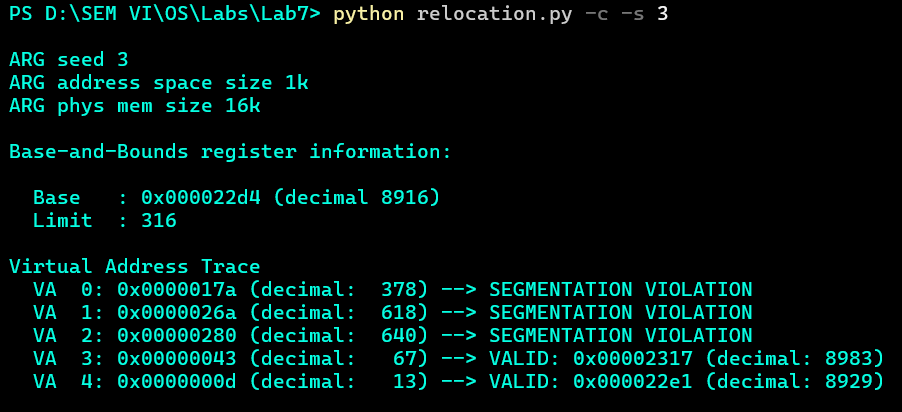 PS D:\SEM VI\OS\Labs\Lab7> python relocation.py -c -s 3
ARG seed 3
ARG address space size 1k
ARG phys mem size 16k
Base-and-Bounds register information:
  Base   : 0x000022d4 (decimal 8916)
  Limit  : 316
Virtual Address Trace
  VA  0: 0x0000017a (decimal:  378) --> SEGMENTATION VIOLATION
  VA  1: 0x0000026a (decimal:  618) --> SEGMENTATION VIOLATION
  VA  2: 0x00000280 (decimal:  640) --> SEGMENTATION VIOLATION
  VA  3: 0x00000043 (decimal:   67) --> VALID: 0x00002317 (decimal: 8983)
  VA  4: 0x0000000d (decimal:   13) --> VALID: 0x000022e1 (decimal: 8929)